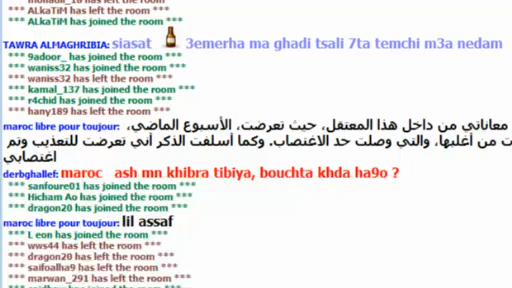 *** ALkaTiM has left the room ***
*** ALkaTiM has joined the room ***
TAWRA ALMAGHRIBIA: siasat 3emerha ma ghadi tsali 7ta temchi m3a nedam
*** 9adoor_ has joined the room ***
*** waniss32 has joined the room ***
*** waniss32 has left the room ***
*** kamal_137 has joined the room ***
*** r4chid has joined the room ***
*** hany189 has left the room ***
maroc libre pour toujour: معاناتي من داخل هذا المعتقل، حيث تعرضت، الأسبوع الماضي،
ت من أغلبها، والتي وصلت حد الاغتصاب. وكما أسلفت الذكر أني تعرضت للتعذيب وتم
اغتصابي
derbghallef: maroc ash mn khibra tibiya, bouchta khda ha9o ?
*** sanfoure01 has joined the room ***
*** Hicham Ao has joined the room ***
*** dragon20 has joined the room ***
maroc libre pour toujour: lil assaf
*** L eon has joined the room ***
*** wws44 has left the room ***
*** dragon20 has left the room ***
*** saifoalha9 has left the room ***
*** marwan_291 has left the room ***